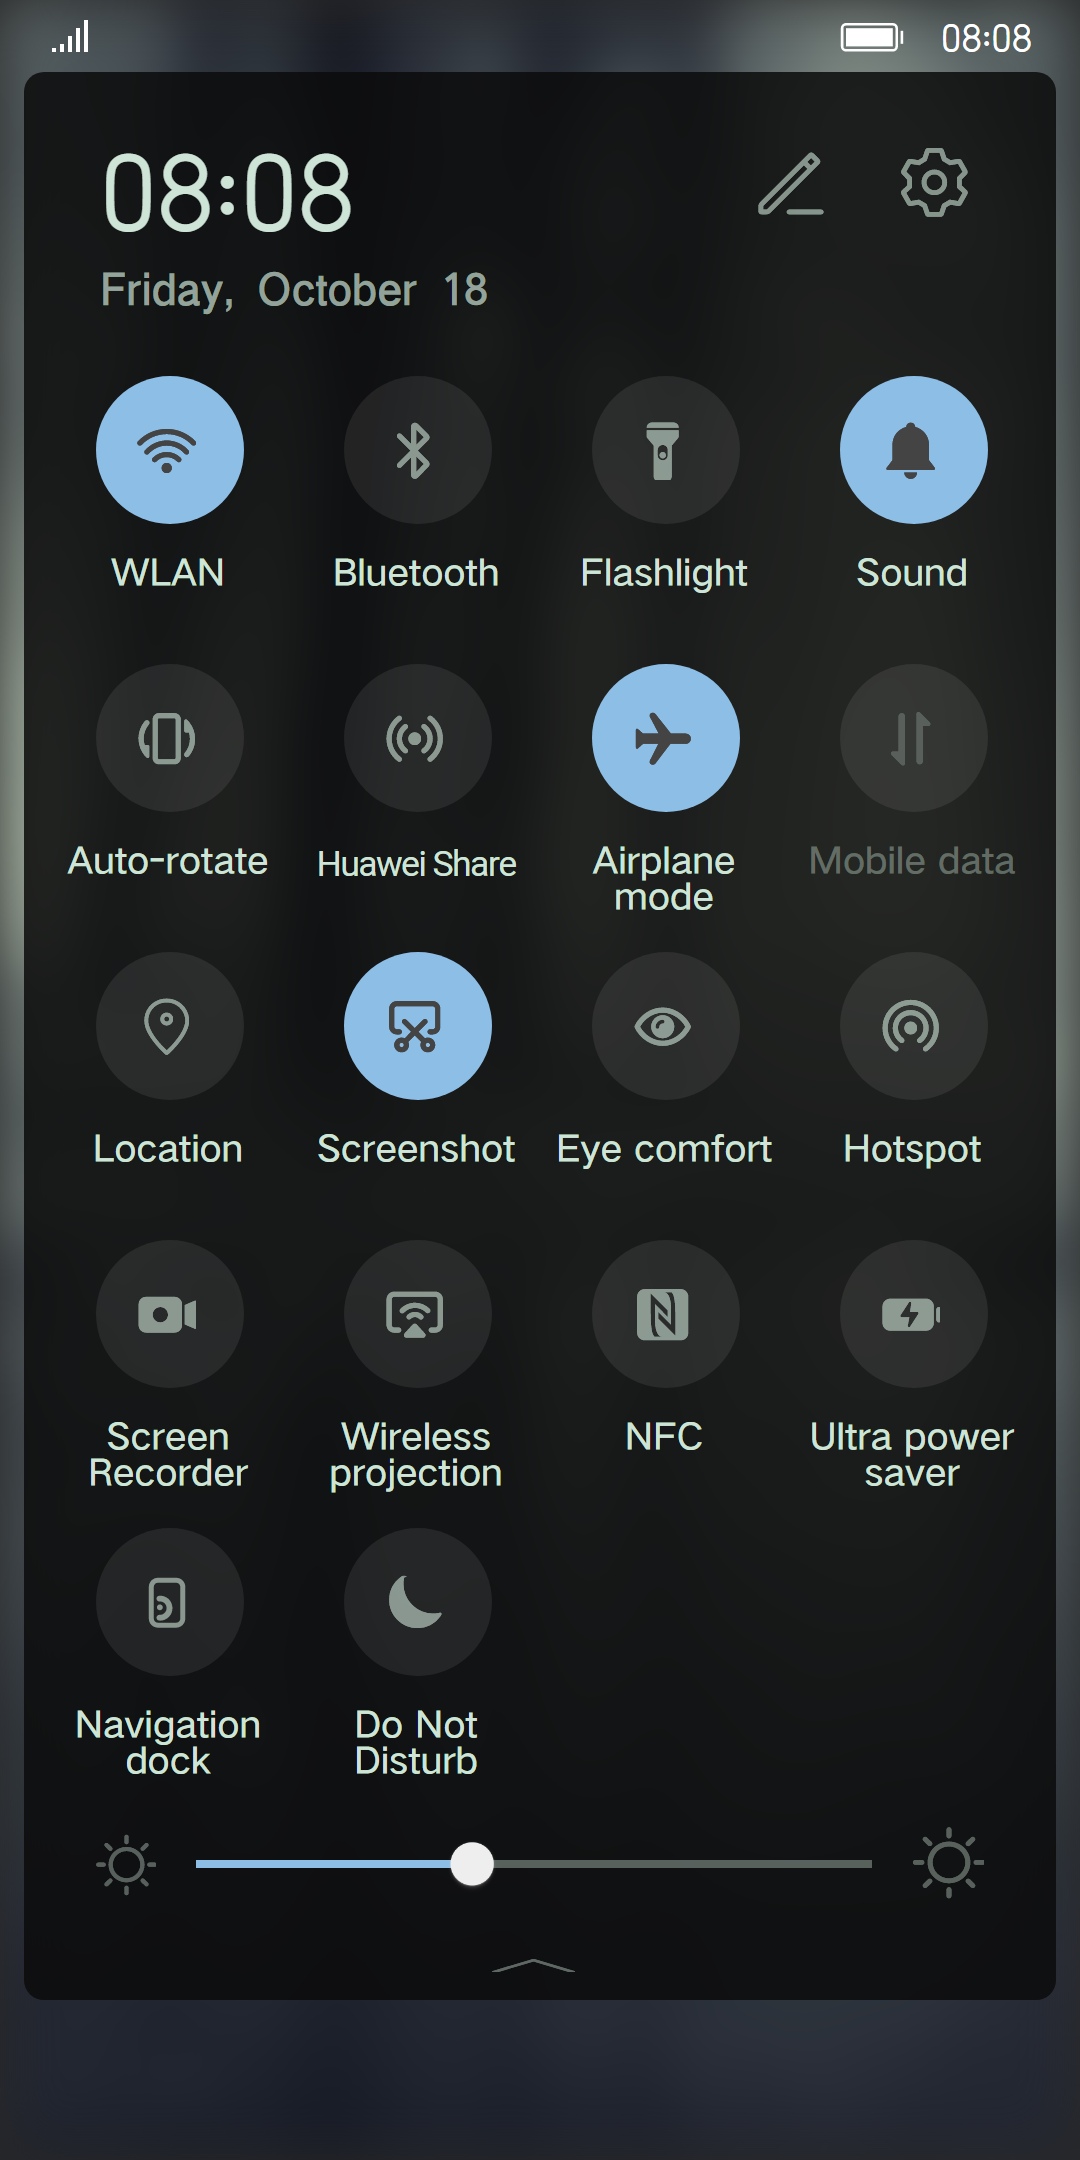 08:08
08:08
Friday, October 18
WLAN
Bluetooth
Flashlight
Sound
Auto-rotate
Huawei Share
Airplane
mode
Mobile data
Location
Screenshot
Eye comfort
Hotspot
Screen
Recorder
Wireless
projection
NFC
Ultra power
saver
Navigation
dock
Do Not
Disturb